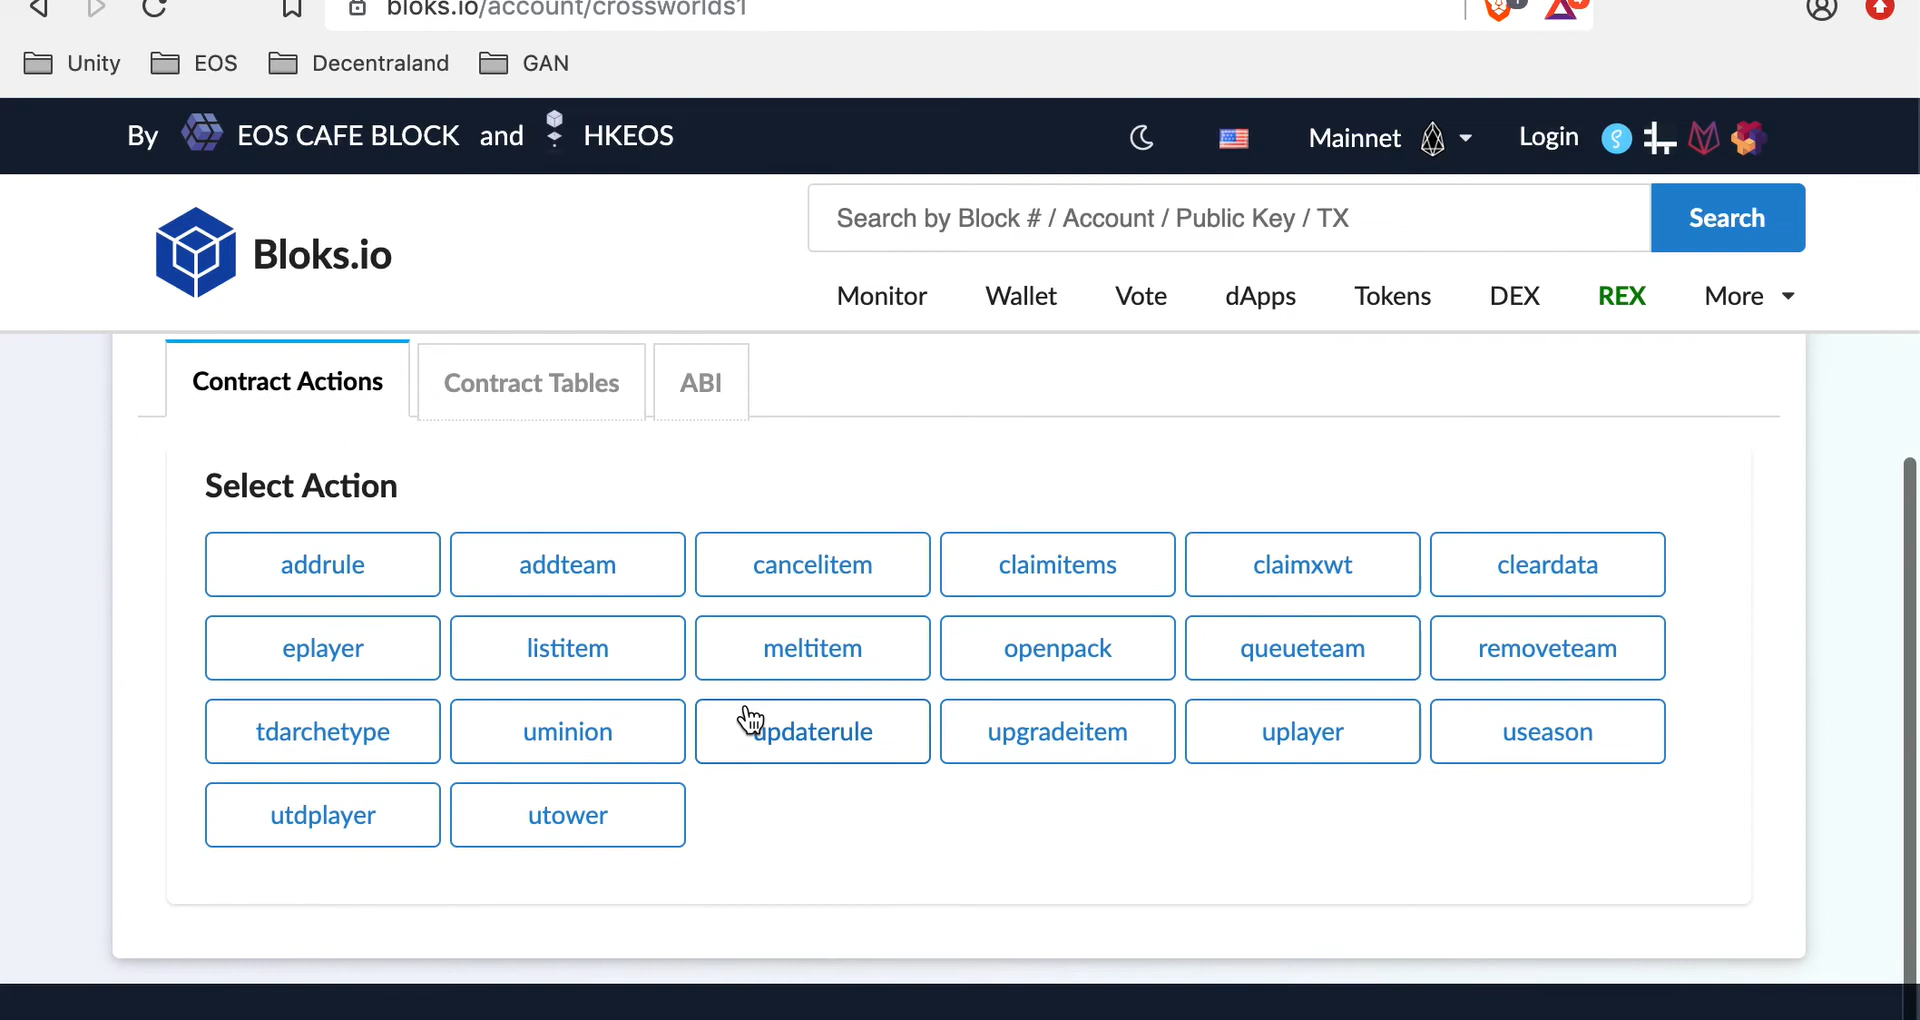 bloks.io/account/crossworlds1
Unity EOS Decentraland GAN
By EOS CAFE BLOCK and HKEOS Mainnet Login
Bloks.io
Search by Block # / Account / Public Key / TX Search
Monitor Wallet Vote dApps Tokens DEX REX More
Contract Actions Contract Tables ABI
Select Action
addrule addteam cancelitem claimitems claimxwt cleardata
eplayer listitem meltitem openpack queueteam removeteam
tdarchetype uminion updaterule upgradeitem uplayer useason
utdplayer utower